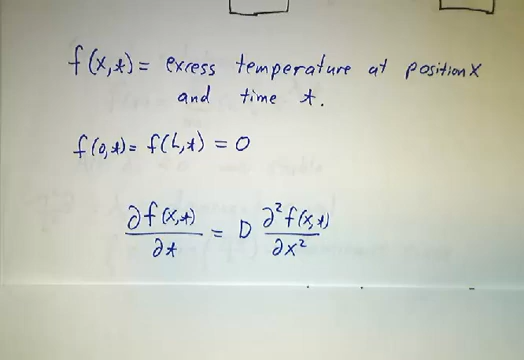 f(x,t) = excess temperature at position x
and time t.
f(0,t) = f(L,t) = 0
∂f(x,t)/∂t = D ∂²f(x,t)/∂x²